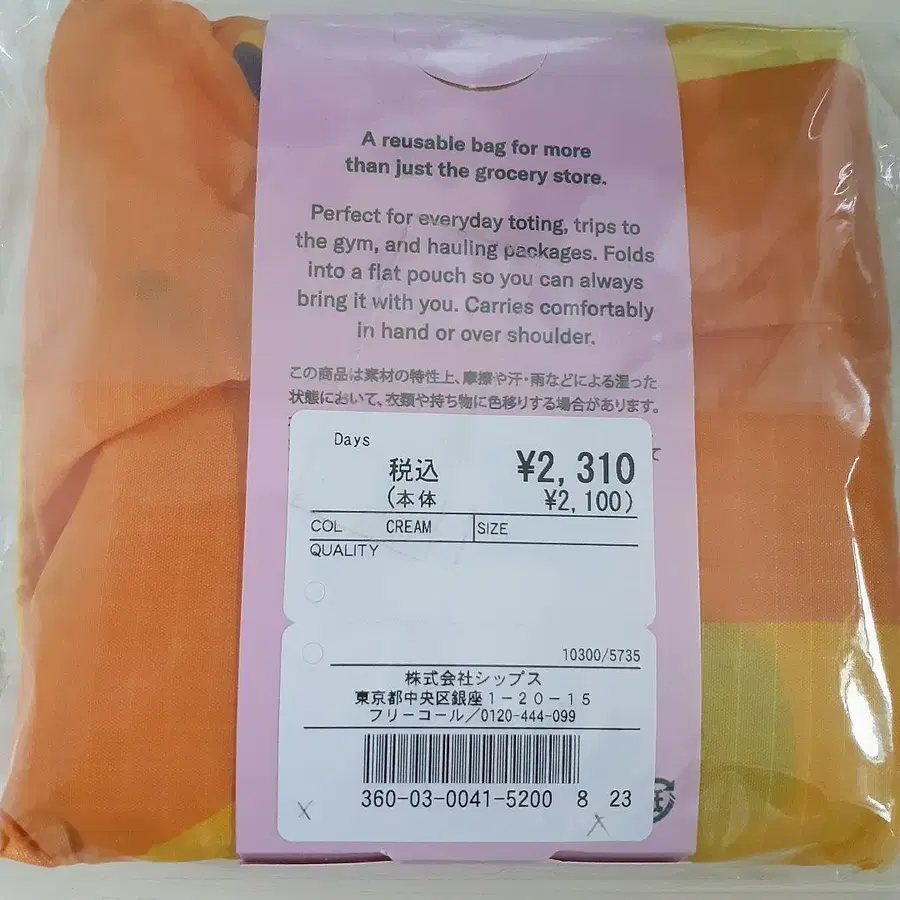 A reusable bag for more
than just the grocery store.
Perfect for everyday toting, trips to
the gym, and hauling packages. Folds
into a flat pouch so you can always
bring it with you. Carries comfortably
in hand or over shoulder.
この商品は素材の特性上、摩擦や汗・雨などによる湿った
状態において、衣類や持ち物に色移りする場合があります。
て
Days
税込 ¥2,310
(本体 ¥2,100)
COL CREAM SIZE
QUALITY
10300/5735
株式会社シップス
東京都中央区銀座1-20-15
フリーコール/0120-444-099
360-03-0041-5200 8 23